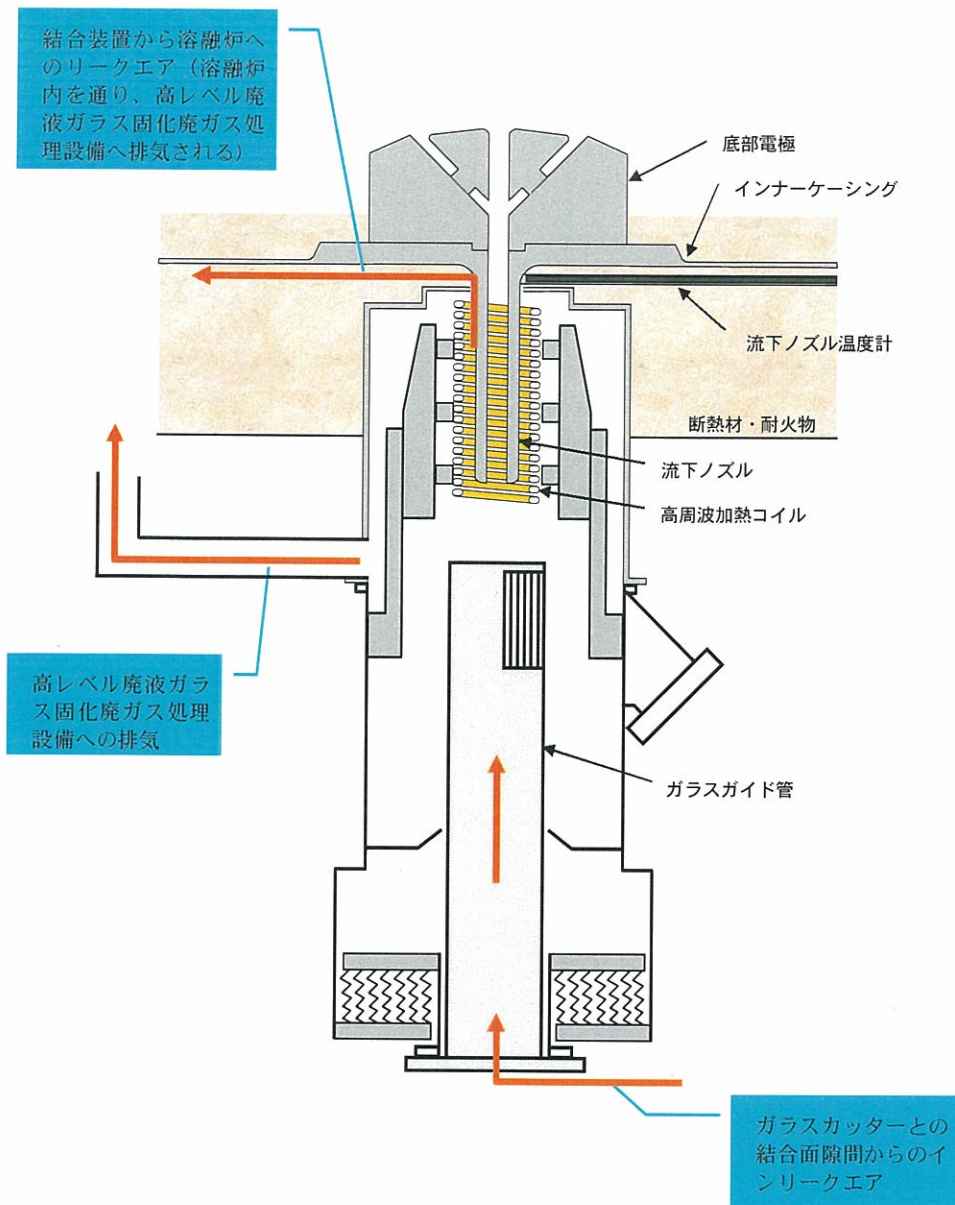 結合装置から溶融炉へ
のリークエア（溶融炉
内を通り、高レベル廃
液ガラス固化廃ガス処
理設備へ排気される）
底部電極
インナーケーシング
流下ノズル温度計
断熱材・耐火物
流下ノズル
高周波加熱コイル
高レベル廃液ガラ
ス固化廃ガス処理
設備への排気
ガラスガイド管
ガラスカッターとの
結合面隙間からのイ
ンリークエア